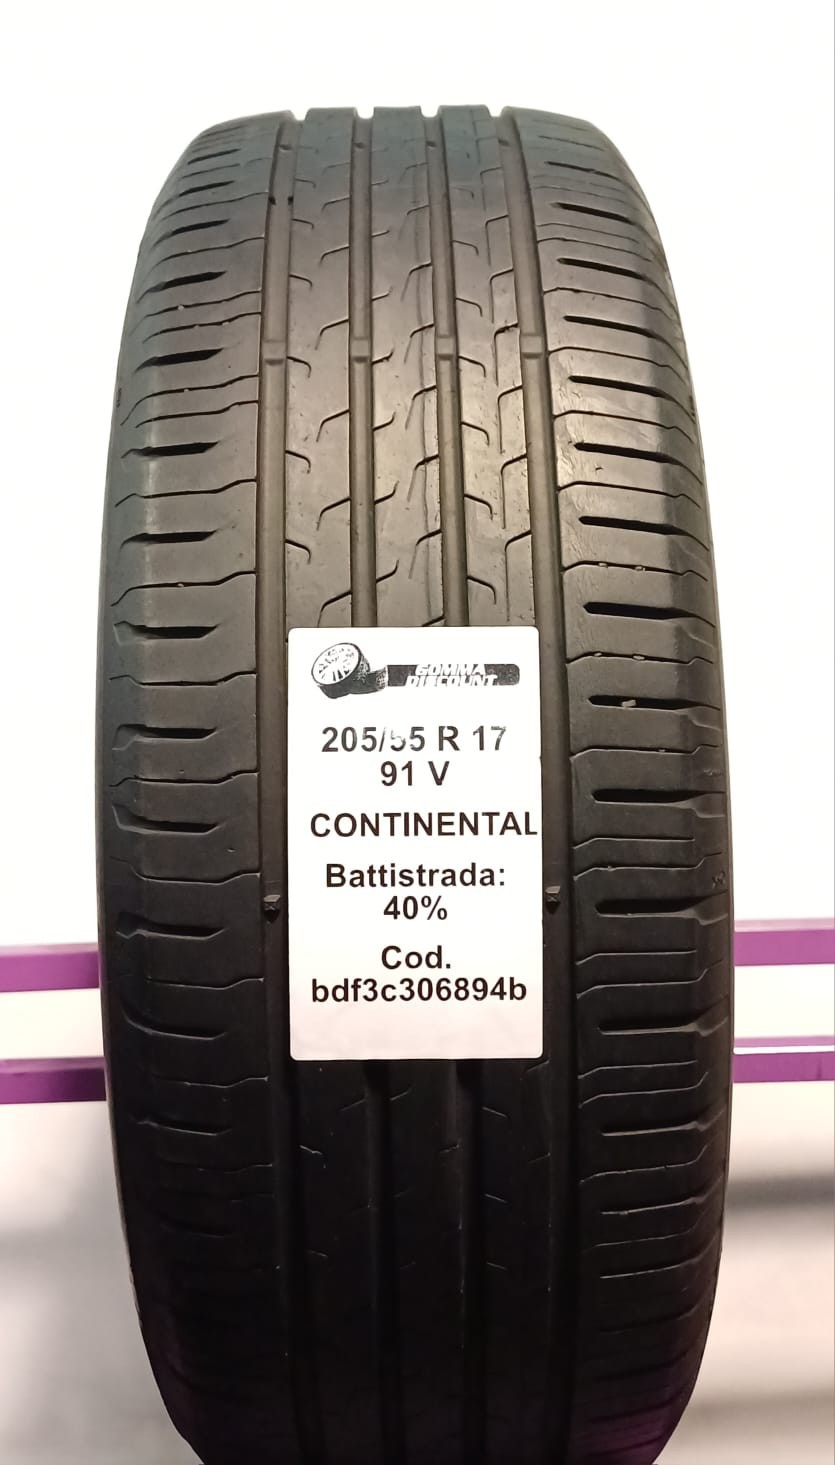 GOMMA
DISCOUNT
205/55 R 17
91 V
CONTINENTAL
Battistrada:
40%
Cod.
bdf3c306894b